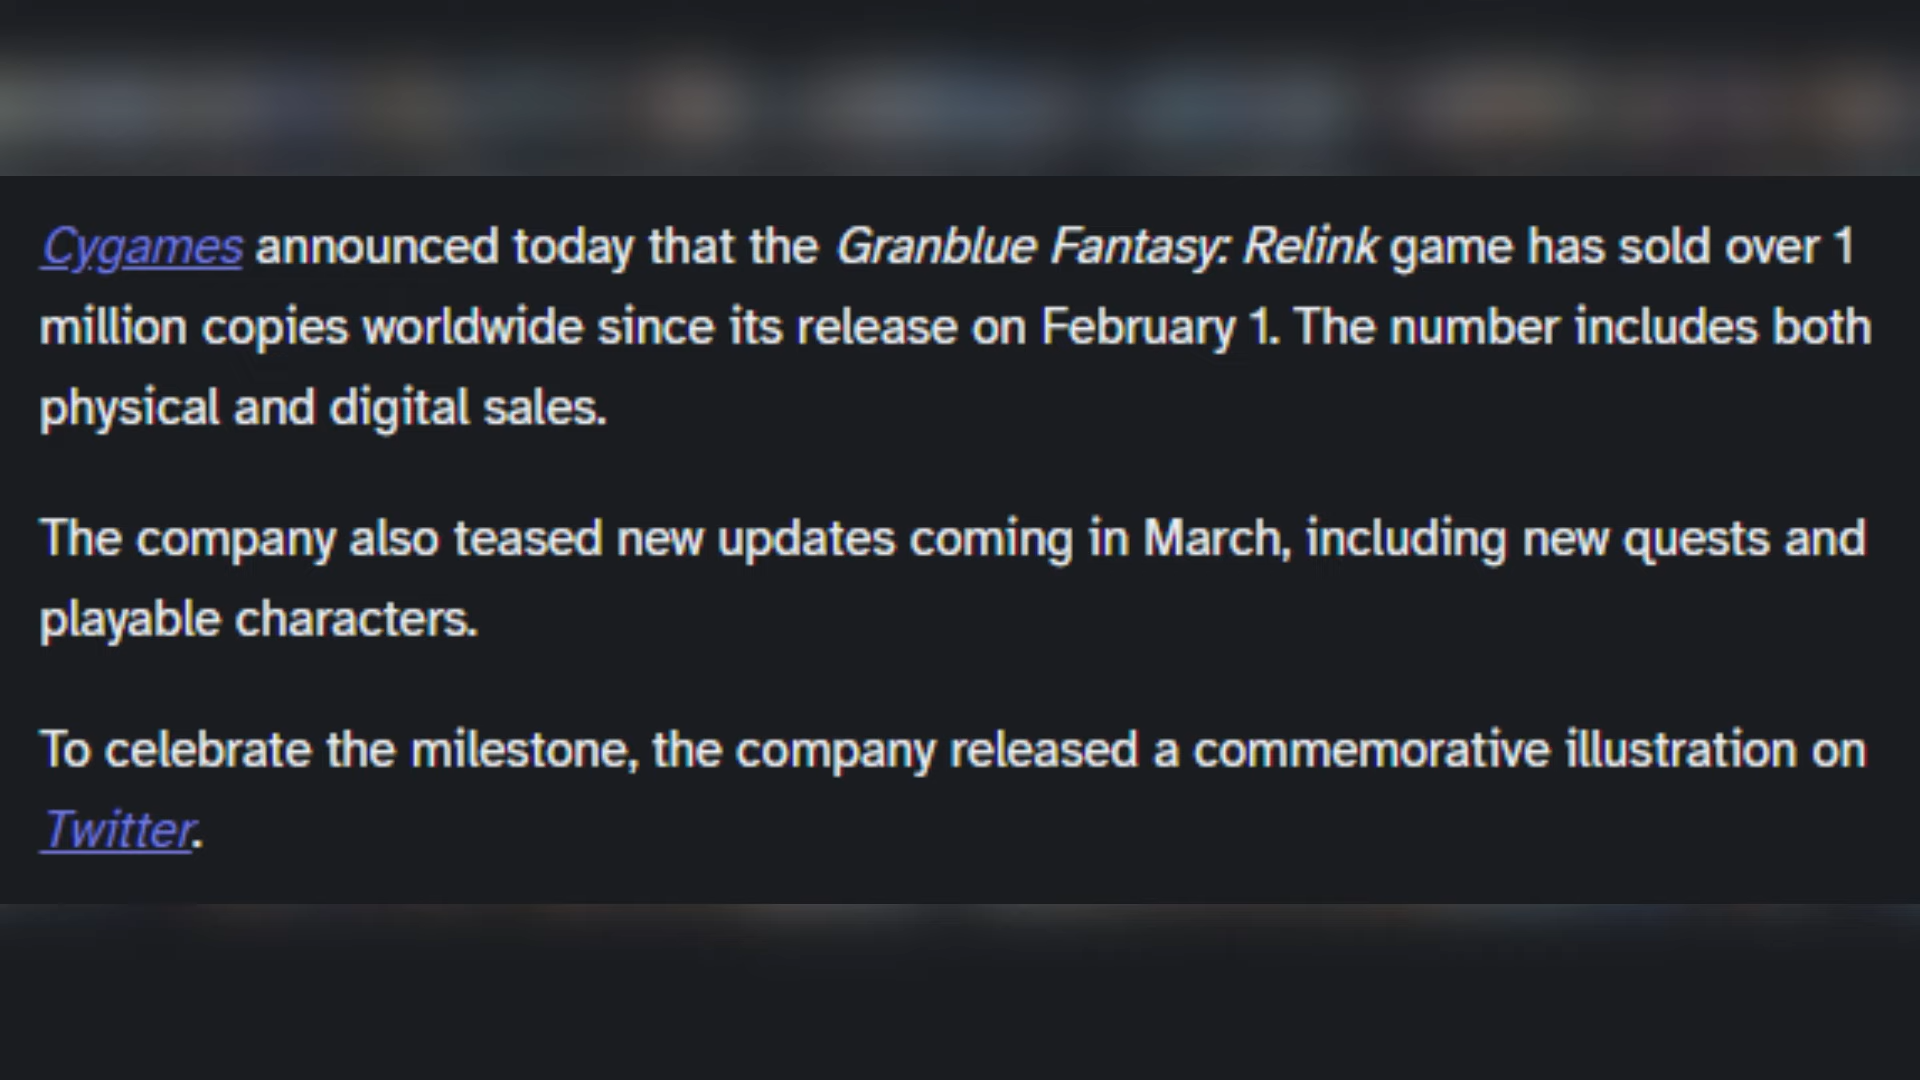 Cygames announced today that the Granblue Fantasy: Relink game has sold over 1
million copies worldwide since its release on February 1. The number includes both
physical and digital sales.
The company also teased new updates coming in March, including new quests and
playable characters.
To celebrate the milestone, the company released a commemorative illustration on
Twitter.